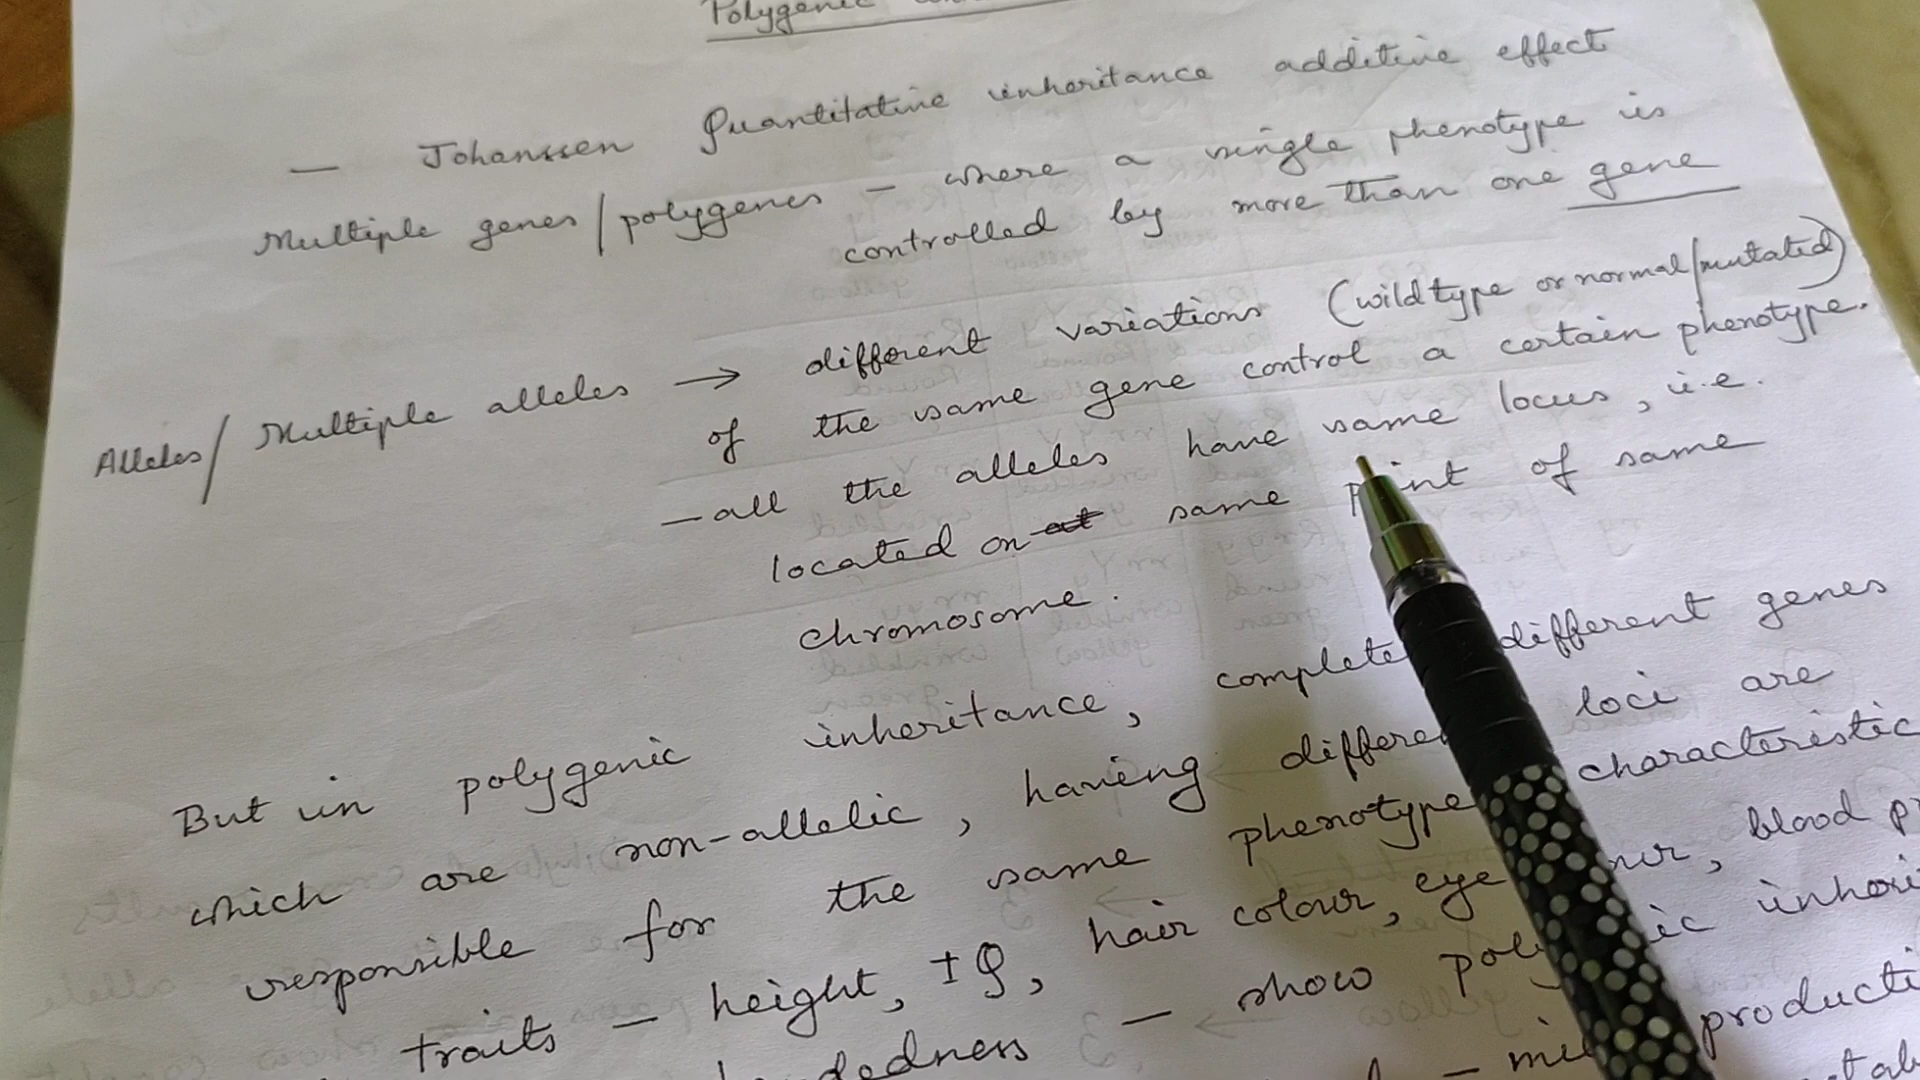 Polygenic
— Johanssen Quantitative inheritance additive effect
Multiple genes/polygenes – where a single phenotype is
controlled by more than one gene
Alleles/ Multiple alleles → different variations (wild type or normal/mutated)
of the same gene control a certain phenotype.
— all the alleles have same locus, i.e.
located on at same point of same
chromosome.
But in polygenic inheritance, complete different genes
which are non-allelic, having different loci are
responsible for the same phenotype characteristic
traits — height, IQ, hair colour, eye blood
— show inheri
– producti